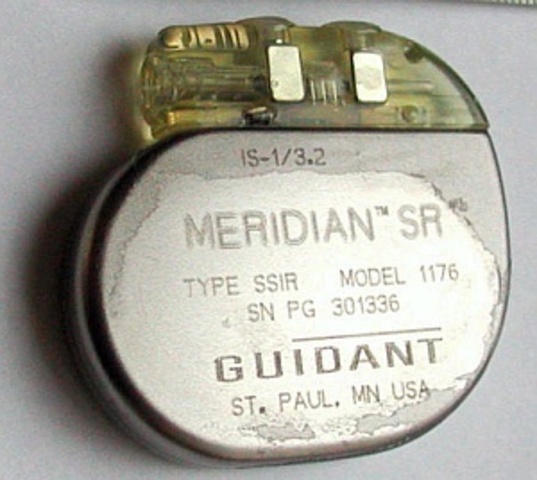 IS-1/3.2
MERIDIAN™ SR
TYPE SSIR MODEL 1176
SN PG 301336
GUIDANT
ST. PAUL, MN USA